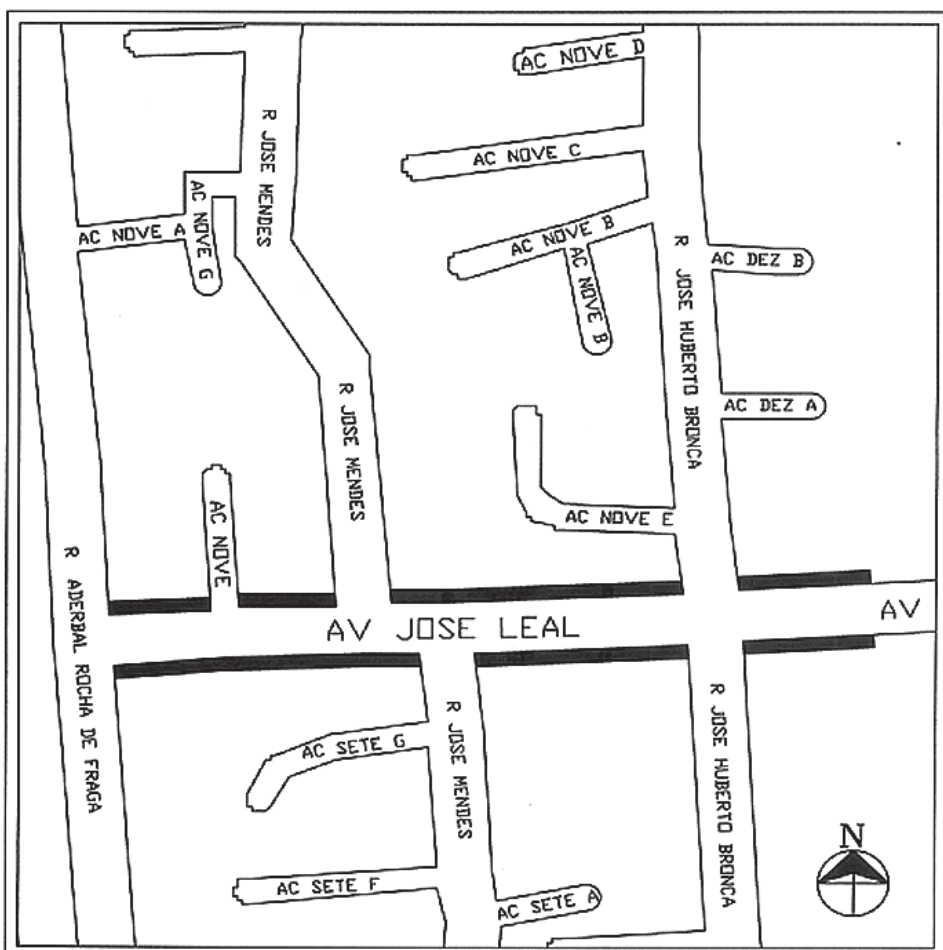 AC NOVE D
R JOSE MENDES
AC NOVE C
AC NOVE A
AC NOVE G
AC NOVE B
AC NOVE B
R JOSE HUBERTO BRONCA
AC DEZ B
AC DEZ A
R JOSE MENDES
AC NOVE
AC NOVE E
R ADERBAL ROCHA DE FRAGA
AV JOSE LEAL
AV
R JOSE MENDES
R JOSE HUBERTO BRONCA
AC SETE G
AC SETE F
AC SETE A
N